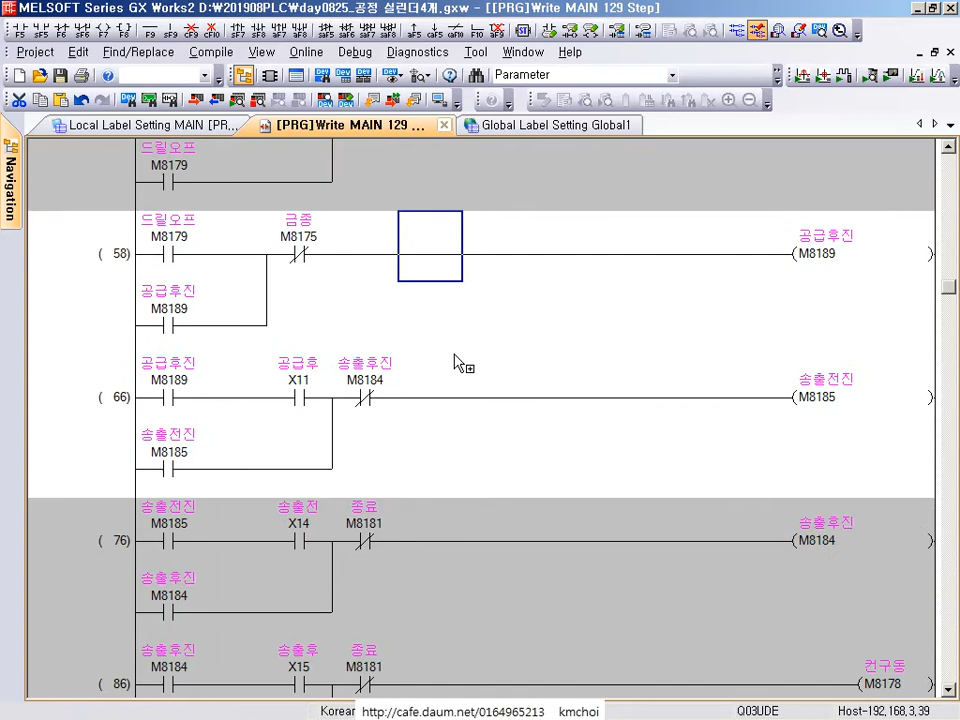 MELSOFT Series GX Works2 D:\201908PLC\day0825_공정 실린더4개.gxw - [[PRG]Write MAIN 129 Step]
Project Edit Find/Replace Compile View Online Debug Diagnostics Tool Window Help
Parameter
Local Label Setting MAIN [PR,...
[PRG]Write MAIN 129 ...
Global Label Setting Global1
Navigation
드릴오프
M8179
드릴오프 금종 공급후진
M8179 M8175 M8189
( 58)
공급후진
M8189
공급후진 공급후 송출후진 송출전진
M8189 X11 M8184 M8185
( 66)
송출전진
M8185
송출전진 송출전 종료 송출후진
M8185 X14 M8181 M8184
( 76)
송출후진
M8184
송출후진 송출후 종료 컨구동
M8184 X15 M8181 M8178
( 86)
Korean
http://cafe.daum.net/0164965213 kmchoi
Q03UDE
Host-192,168,3,39